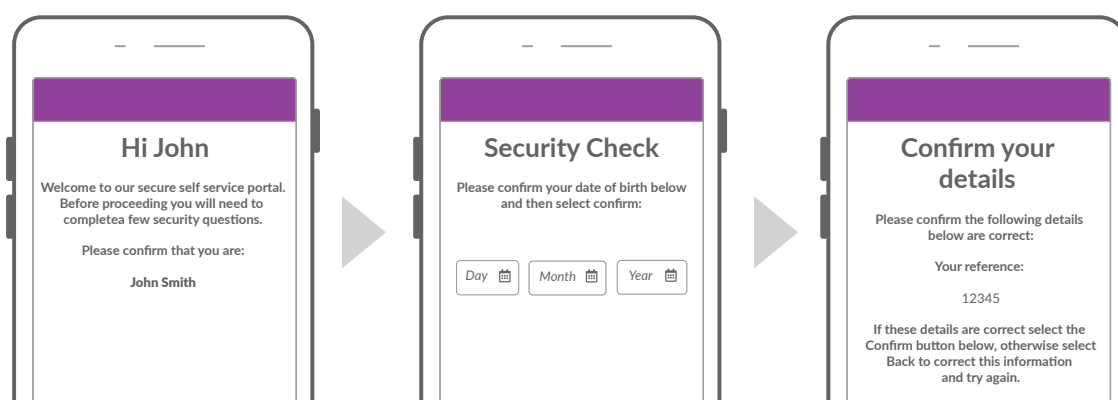 Hi John
Welcome to our secure self service portal.
Before proceeding you will need to
completea few security questions.
Please confirm that you are:
John Smith
Security Check
Please confirm your date of birth below
and then select confirm:
Day
Month
Year
Confirm your
details
Please confirm the following details
below are correct:
Your reference:
12345
If these details are correct select the
Confirm button below, otherwise select
Back to correct this information
and try again.